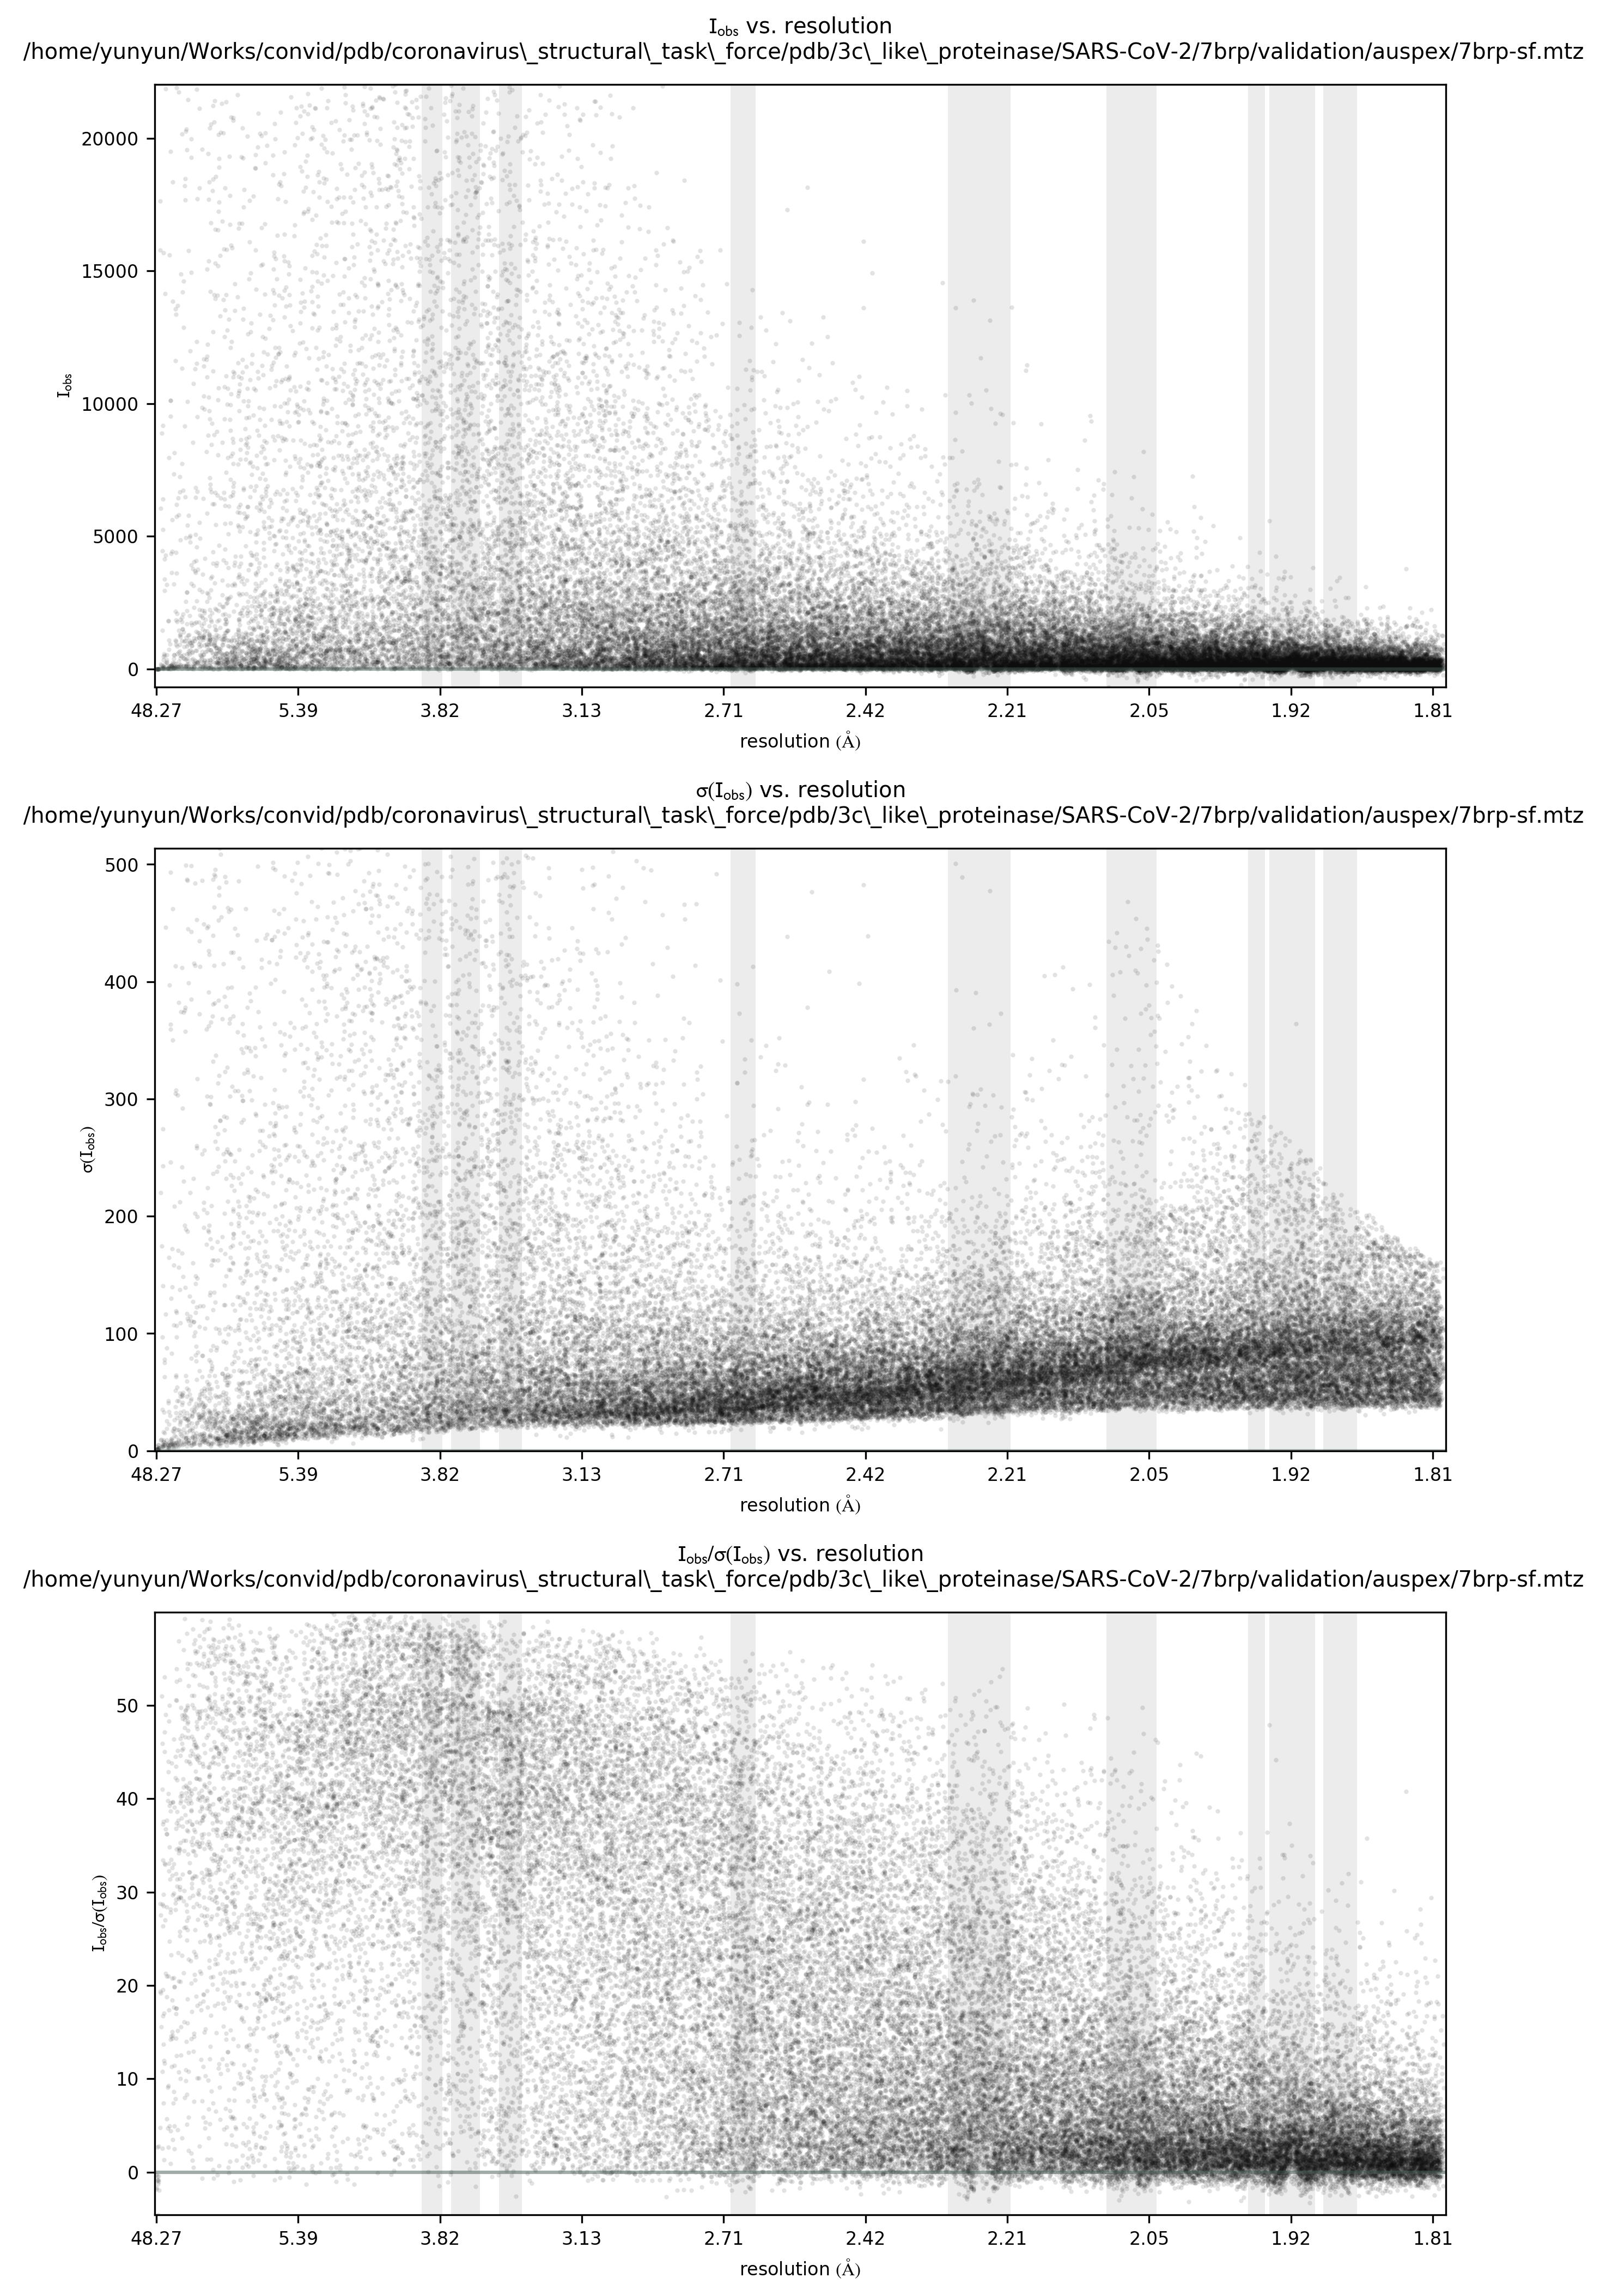 I_obs vs. resolution
/home/yunyun/Works/convid/pdb/coronavirus\_structural\_task\_force/pdb/3c\_like\_proteinase/SARS-CoV-2/7brp/validation/auspex/7brp-sf.mtz
20000
15000
10000
5000
0
I_obs
48.27 5.39 3.82 3.13 2.71 2.42 2.21 2.05 1.92 1.81
resolution (Å)
σ(I_obs) vs. resolution
/home/yunyun/Works/convid/pdb/coronavirus\_structural\_task\_force/pdb/3c\_like\_proteinase/SARS-CoV-2/7brp/validation/auspex/7brp-sf.mtz
500
400
300
200
100
0
σ(I_obs)
48.27 5.39 3.82 3.13 2.71 2.42 2.21 2.05 1.92 1.81
resolution (Å)
I_obs/σ(I_obs) vs. resolution
/home/yunyun/Works/convid/pdb/coronavirus\_structural\_task\_force/pdb/3c\_like\_proteinase/SARS-CoV-2/7brp/validation/auspex/7brp-sf.mtz
50
40
30
20
10
0
I_obs/σ(I_obs)
48.27 5.39 3.82 3.13 2.71 2.42 2.21 2.05 1.92 1.81
resolution (Å)